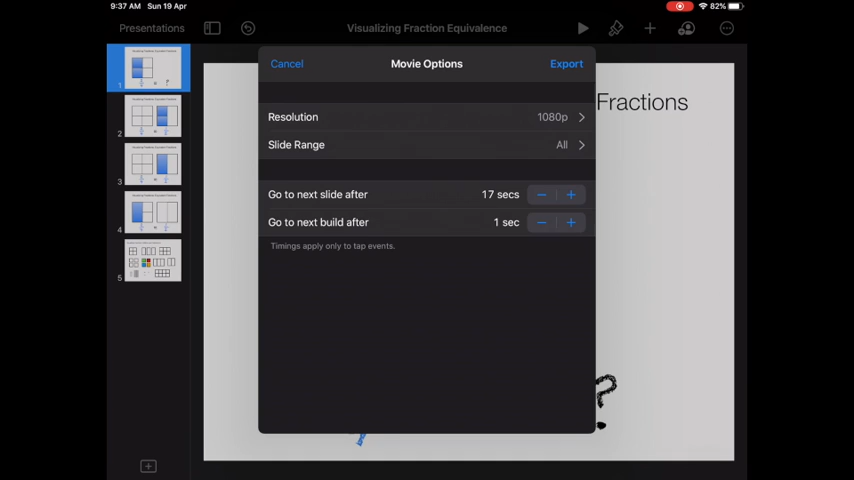 9:37 AM Sun 19 Apr
82%
Presentations
Visualizing Fraction Equivalence
Cancel
Movie Options
Export
Fractions
Resolution
1080p
Slide Range
All
Go to next slide after
17 secs
Go to next build after
1 sec
Timings apply only to tap events.
1
2
3
4
5
?